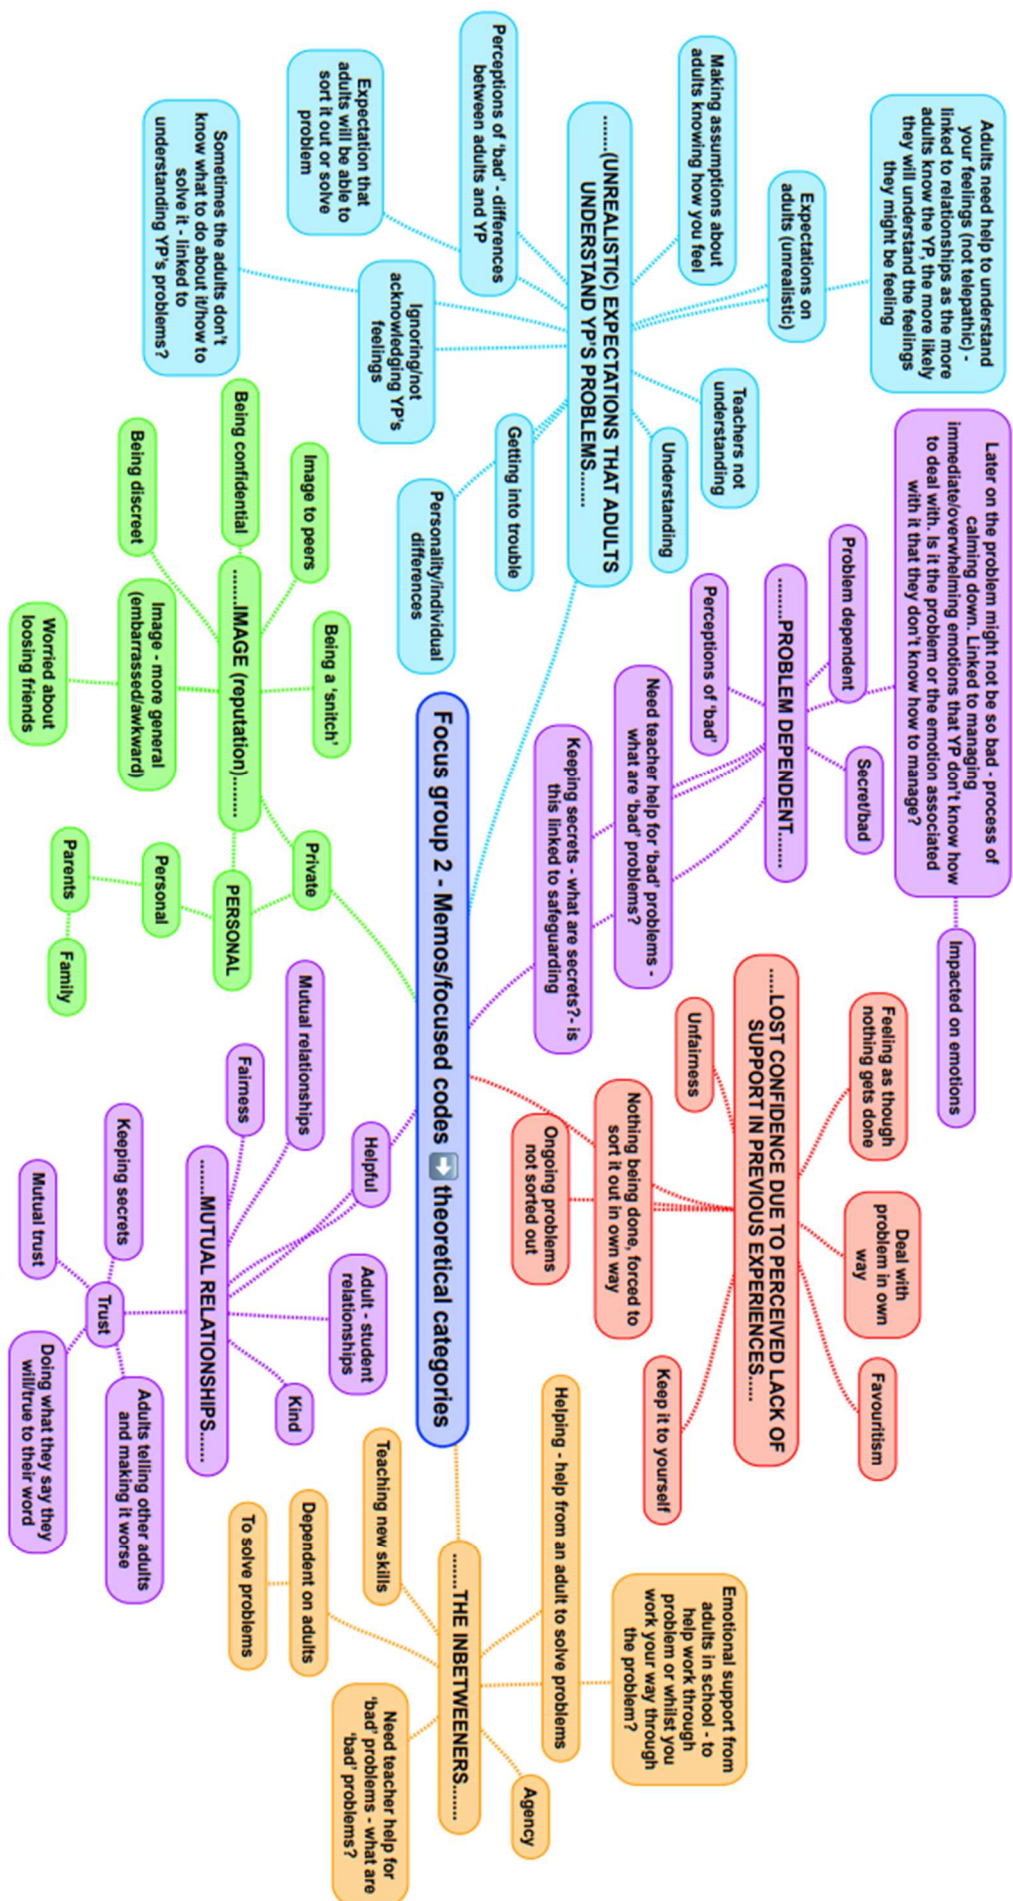 Adults need help to understand
your feelings (not telepathic) -
linked to relationships as the more
adults know the YP, the more likely
they will understand the feelings
they might be feeling
Expectations on
adults (unrealistic)
Making assumptions about
adults knowing how you feel
Teachers not
understanding
Understanding
........(UNREALISTIC) EXPECTATIONS THAT ADULTS
UNDERSTAND YP'S PROBLEMS........
Perceptions of 'bad' - differences
between adults and YP
Expectation that
adults will be able to
sort it out or solve
problem
Sometimes the adults don't
know what to do about it/how to
solve it - linked to
understanding YP's problems?
Ignoring/not
acknowledging YP's
feelings
Getting into trouble
Personality/individual
differences
Later on the problem might not be so bad - process of
calming down. Linked to managing
immediate/overwhelming emotions that YP don't know how
to deal with. Is it the problem or the emotion associated
with it that they don't know how to manage?
Impacted on emotions
Problem dependent
Secret/bad
.........PROBLEM DEPENDENT.......
Perceptions of 'bad'
Need teacher help for 'bad' problems -
what are 'bad' problems?
Keeping secrets - what are secrets?- is
this linked to safeguarding
Feeling as though
nothing gets done
Deal with
problem in own
way
Favouritism
.....LOST CONFIDENCE DUE TO PERCEIVED LACK OF
SUPPORT IN PREVIOUS EXPERIENCES.....
Unfairness
Nothing being done, forced to
sort it out in own way
Ongoing problems
not sorted out
Keep it to yourself
Emotional support from
adults in school - to
help work through
problem or whilst you
work your way through
the problem?
Helping - help from an adult to solve problems
Agency
........THE INBETWEENERS.......
Teaching new skills
Dependent on adults
To solve problems
Need teacher help for
'bad' problems - what are
'bad' problems?
Focus group 2 - Memos/focused codes ➡ theoretical categories
Image to peers
Being a 'snitch'
Being confidential
........IMAGE (reputation).......
Being discreet
Image - more general
(embarrassed/awkward)
Worried about
loosing friends
Private
PERSONAL
Personal
Parents
Family
Helpful
Adult - student
relationships
Kind
Mutual relationships
Fairness
........MUTUAL RELATIONSHIPS......
Keeping secrets
Trust
Mutual trust
Adults telling other adults
and making it worse
Doing what they say they
will/true to their word